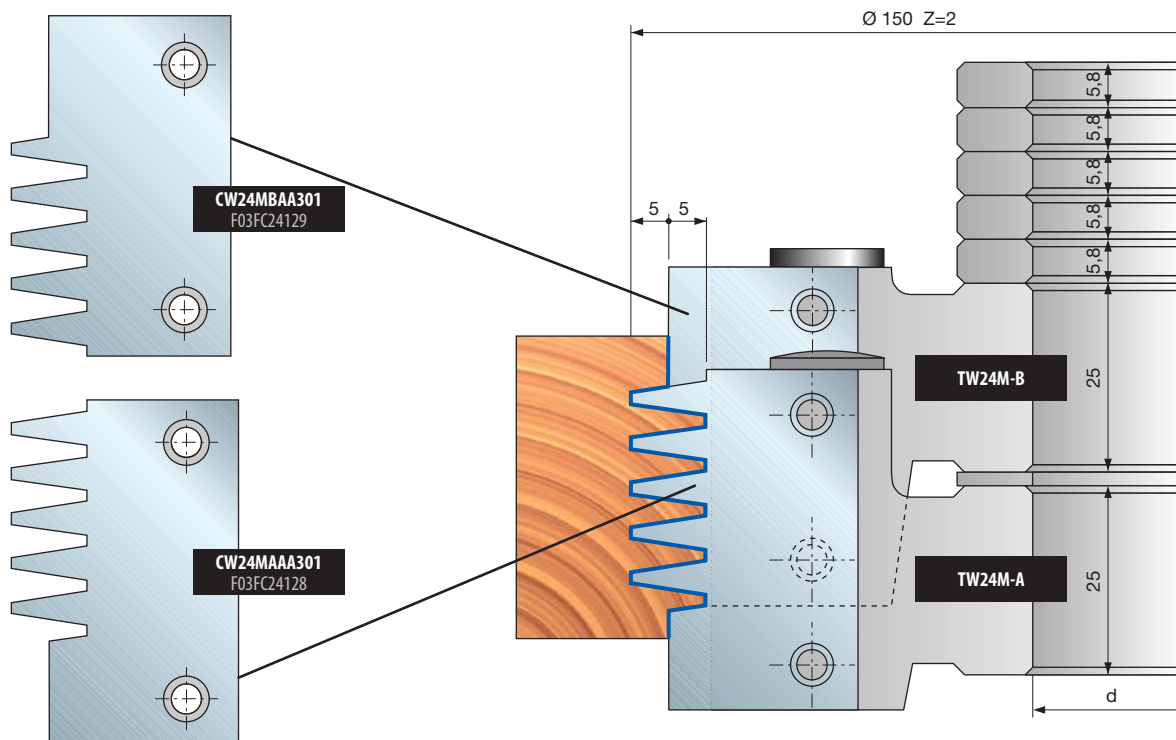 Ø 150 Z=2
5,8
5,8
5,8
5,8
5,8
CW24MBAA301
F03FC24129
5 5
TW24M-B
25
CW24MAAA301
F03FC24128
TW24M-A
25
d